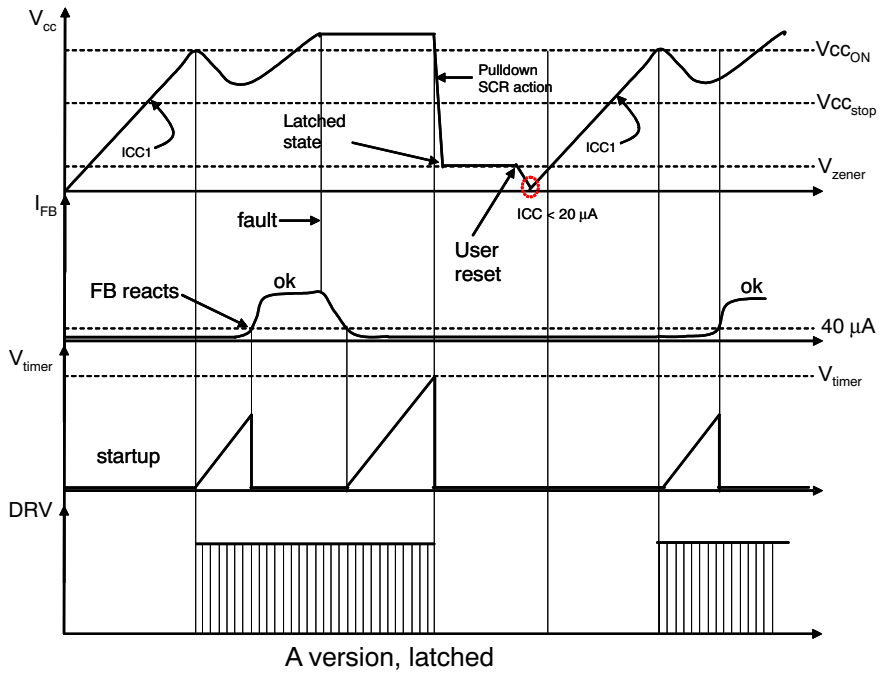 Vcc
VccON
Pulldown
SCR action
Vccstop
Latched
state
ICC1
ICC1
Vzener
IFB
ICC < 20 μA
fault
User
reset
ok
FB reacts
ok
40 μA
Vtimer
Vtimer
startup
DRV
A version, latched